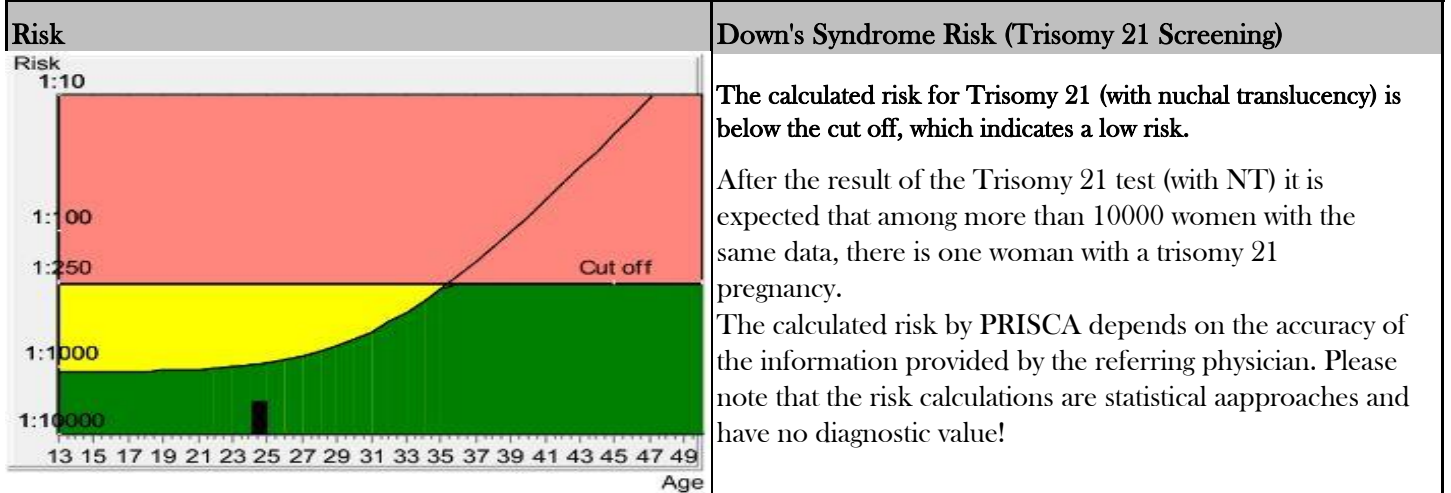 Risk
Down's Syndrome Risk (Trisomy 21 Screening)
Risk
1:10
1:100
1:250
Cut off
1:1000
1:10000
13 15 17 19 21 23 25 27 29 31 33 35 37 39 41 43 45 47 49
Age
The calculated risk for Trisomy 21 (with nuchal translucency) is
below the cut off, which indicates a low risk.
After the result of the Trisomy 21 test (with NT) it is
expected that among more than 10000 women with the
same data, there is one woman with a trisomy 21
pregnancy.
The calculated risk by PRISCA depends on the accuracy of
the information provided by the referring physician. Please
note that the risk calculations are statistical aapproaches and
have no diagnostic value!